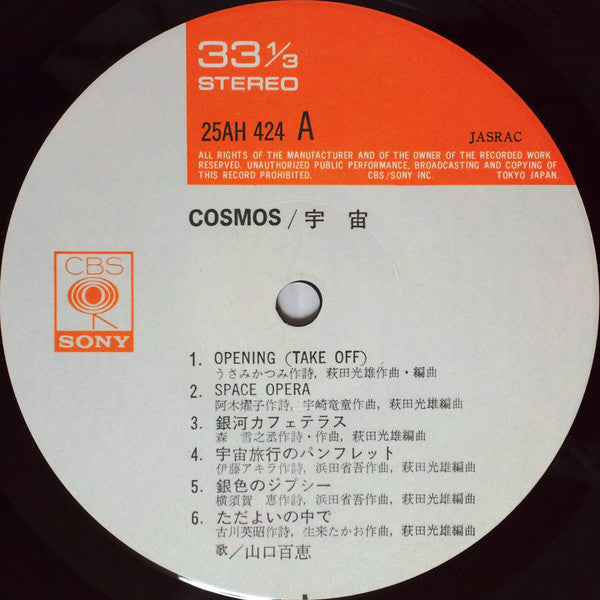 33⅓
STEREO
25AH 424 A JASRAC
ALL RIGHTS OF THE MANUFACTURER AND OF THE OWNER OF THE RECORDED WORK
RESERVED. UNAUTHORIZED PUBLIC PERFORMANCE, BROADCASTING AND COPYING OF
THIS RECORD PROHIBITED. CBS/SONY INC. TOKYO JAPAN.
COSMOS/宇宙
CBS
SONY
1. OPENING (TAKE OFF)
うさみかつみ作詩, 萩田光雄作曲・編曲
2. SPACE OPERA
阿木燿子作詩, 宇崎竜童作曲, 萩田光雄編曲
3. 銀河カフェテラス
森 雪之丞作詩・作曲, 萩田光雄編曲
4. 宇宙旅行のパンフレット
伊藤アキラ作詩, 浜田省吾作曲, 萩田光雄編曲
5. 銀色のジプシー
横須賀 恵作詩, 浜田省吾作曲, 萩田光雄編曲
6. ただよいの中で
古川英昭作詩, 生来たかお作曲, 萩田光雄編曲
歌/山口百恵